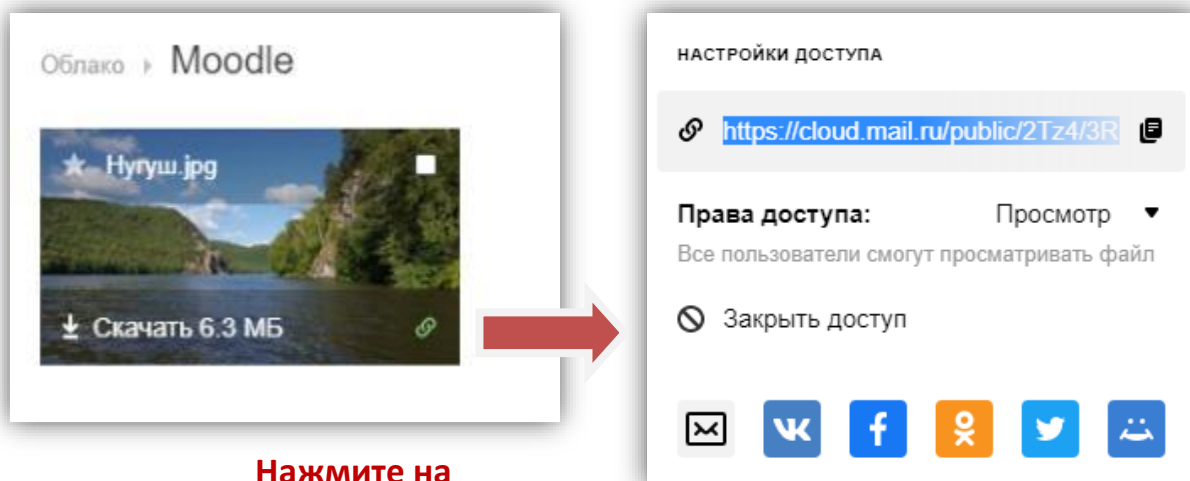 Облако Moodle
Нугуш.jpg
Скачать 6.3 МБ
Нажмите на
НАСТРОЙКИ ДОСТУПА
https://cloud.mail.ru/public/2Tz4/3R
Права доступа: Просмотр
Все пользователи смогут просматривать файл
Закрыть доступ